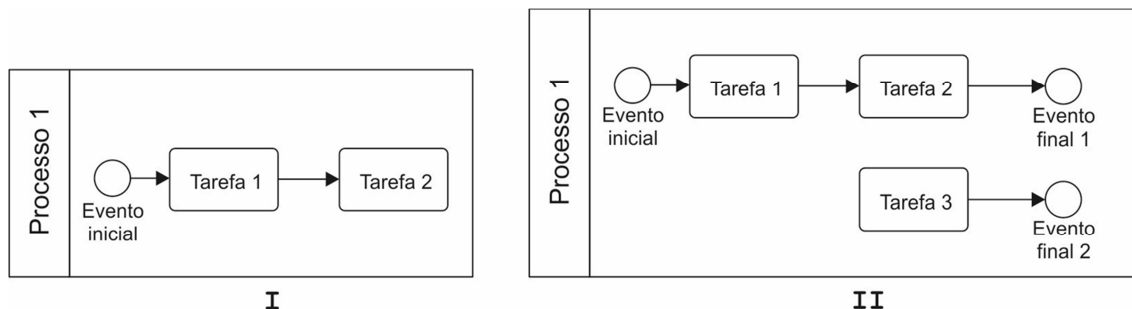 Processo 1
Evento
inicial
Tarefa 1
Tarefa 2
I
Processo 1
Evento
inicial
Tarefa 1
Tarefa 2
Evento
final 1
Tarefa 3
Evento
final 2
II